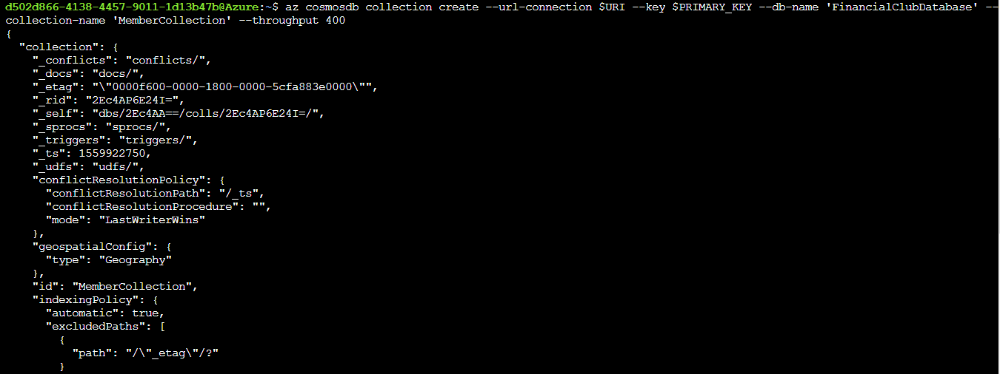 d502d866-4138-4457-9011-1d13b47b@Azure:~$ az cosmosdb collection create --url-connection $URI --key $PRIMARY_KEY --db-name 'FinancialClubDatabase' --
collection-name 'MemberCollection' --throughput 400
{
  "collection": {
    "_conflicts": "conflicts/",
    "_docs": "docs/",
    "_etag": "\"0000f600-0000-1800-0000-5cfa883e0000\"",
    "_rid": "2Ec4AP6E24I=",
    "_self": "dbs/2Ec4AA==/colls/2Ec4AP6E24I=/",
    "_sprocs": "sprocs/",
    "_triggers": "triggers/",
    "_ts": 1559922750,
    "_udfs": "udfs/",
    "conflictResolutionPolicy": {
      "conflictResolutionPath": "/_ts",
      "conflictResolutionProcedure": "",
      "mode": "LastWriterWins"
    },
    "geospatialConfig": {
      "type": "Geography"
    },
    "id": "MemberCollection",
    "indexingPolicy": {
      "automatic": true,
      "excludedPaths": [
        {
          "path": "/\"_etag\"/?"
        }